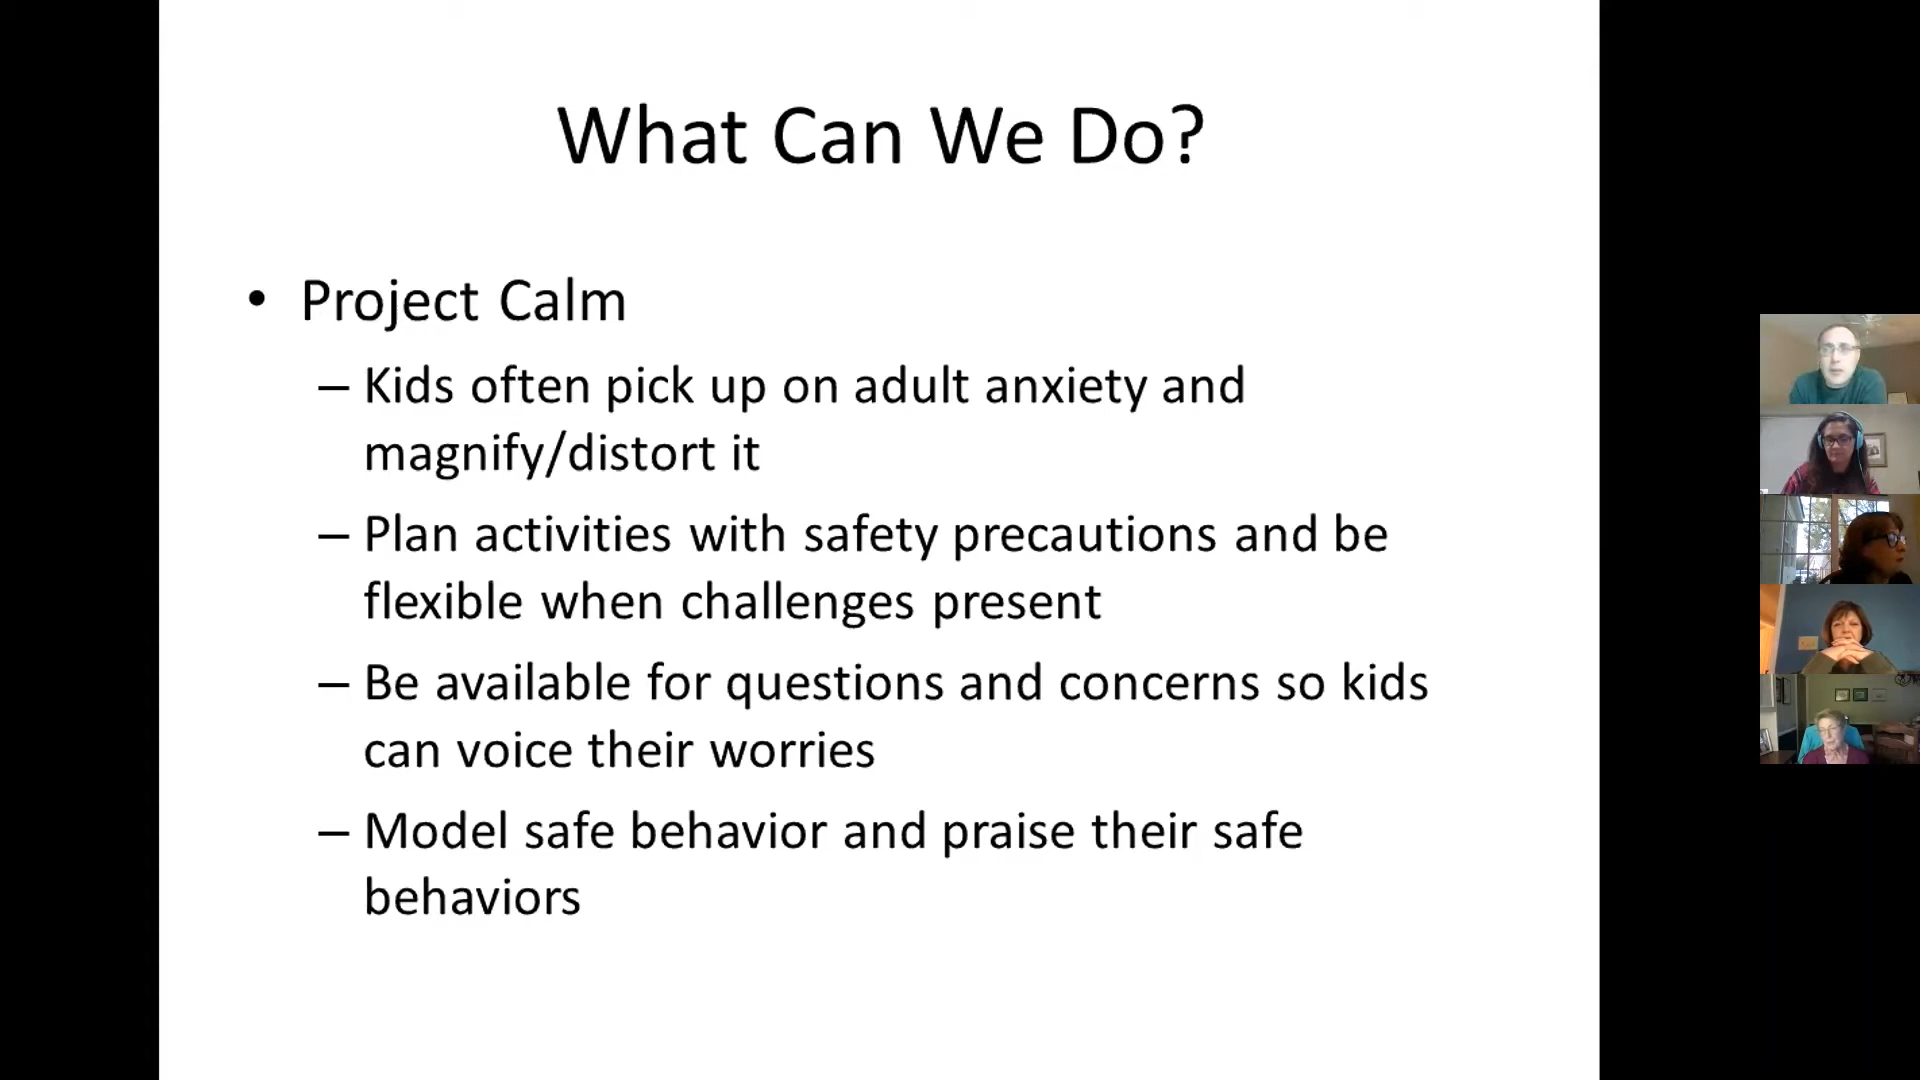 What Can We Do?
• Project Calm
– Kids often pick up on adult anxiety and
magnify/distort it
– Plan activities with safety precautions and be
flexible when challenges present
– Be available for questions and concerns so kids
can voice their worries
– Model safe behavior and praise their safe
behaviors